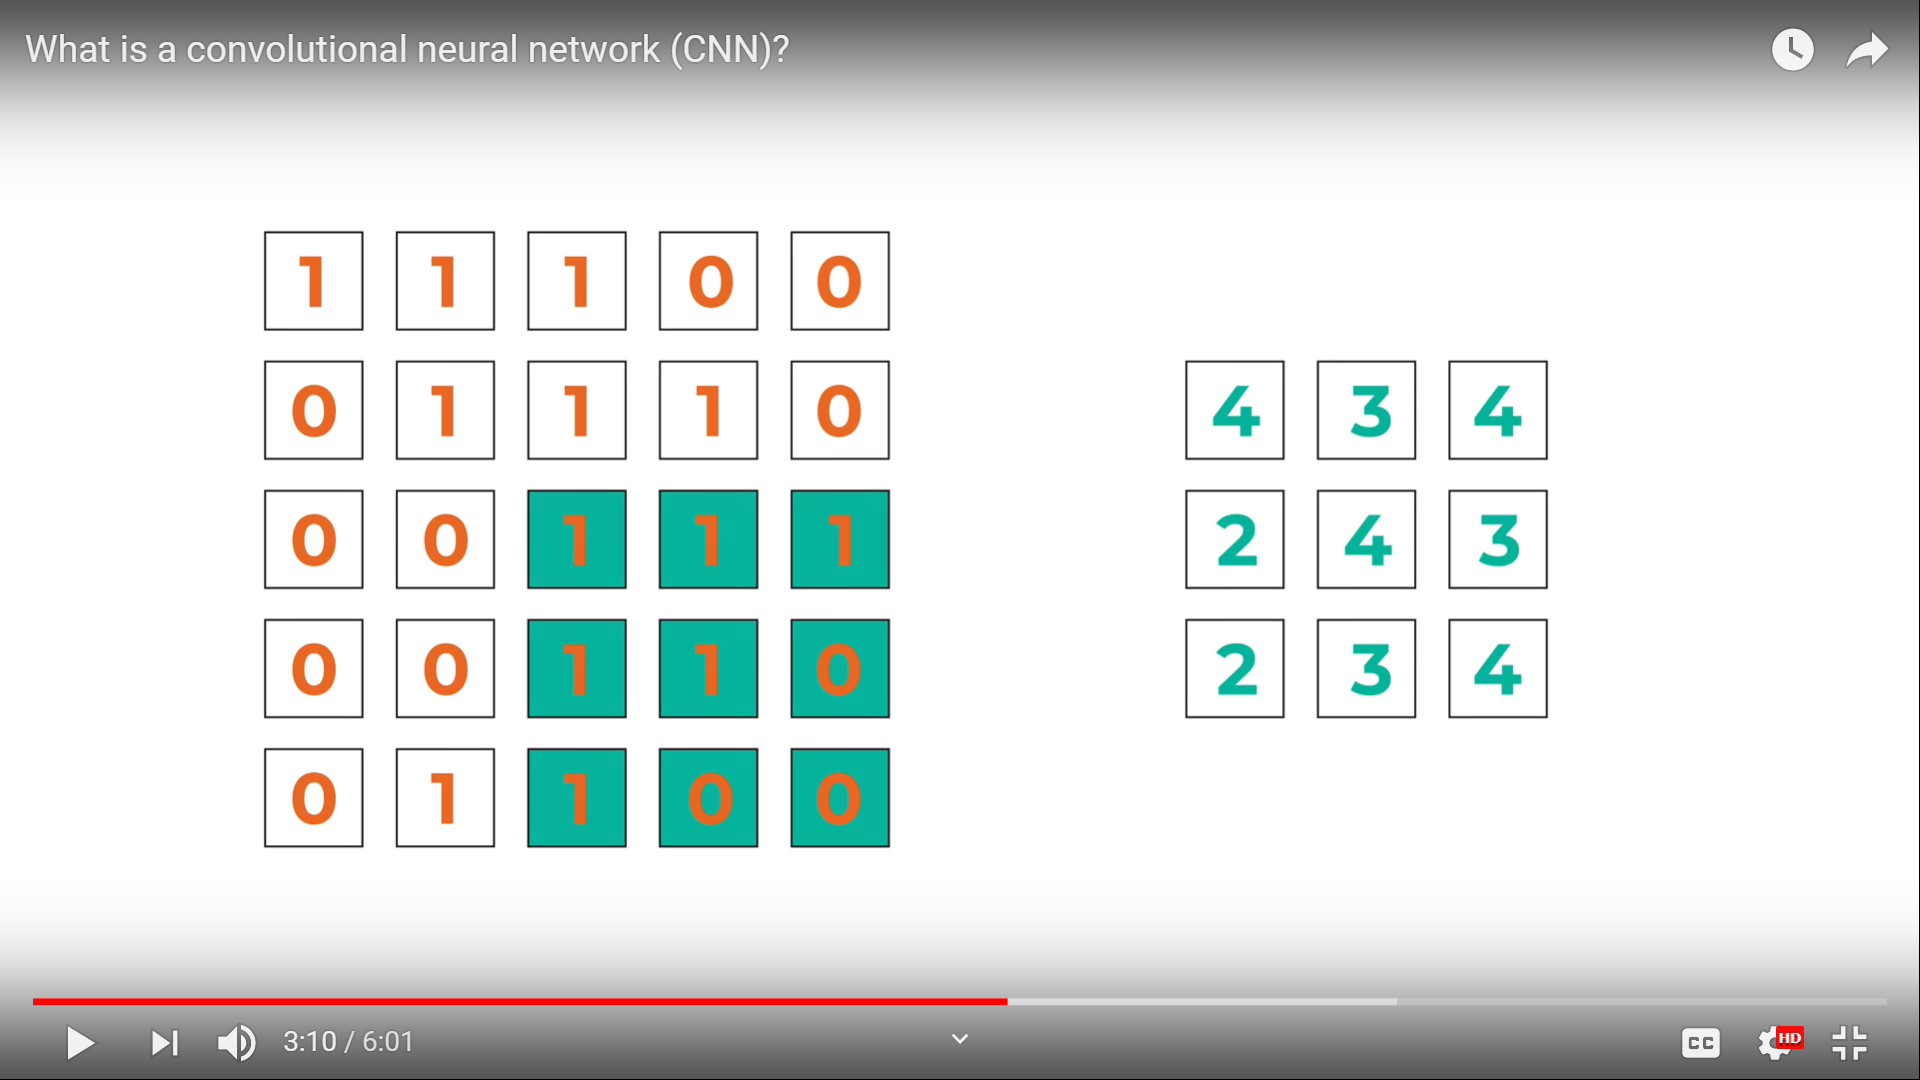 What is a convolutional neural network (CNN)?
1 1 1 0 0
0 1 1 1 0
4 3 4
0 0 1 1 1
2 4 3
0 0 1 1 0
2 3 4
0 1 1 0 0
3:10 / 6:01
CC
HD